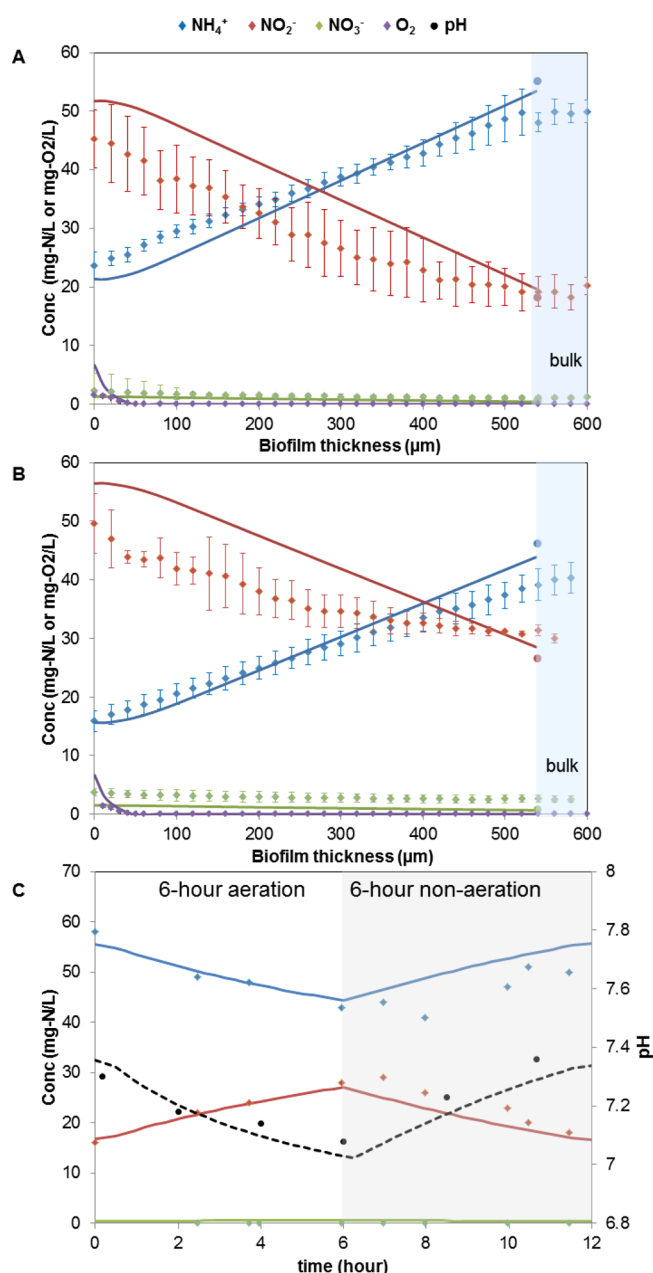 NH₄⁺ NO₂⁻ NO₃⁻ O₂ pH
A
60
50
40
30
20
10
0
Conc (mg-N/L or mg-O2/L)
bulk
0 100 200 300 400 500 600
Biofilm thickness (µm)
B
60
50
40
30
20
10
0
Conc (mg-N/L or mg-O2/L)
bulk
0 100 200 300 400 500 600
Biofilm thickness (µm)
C
6-hour aeration 6-hour non-aeration
70
60
50
40
30
20
10
0
Conc (mg-N/L)
8
7.8
7.6
7.4
7.2
7
6.8
pH
0 2 4 6 8 10 12
time (hour)